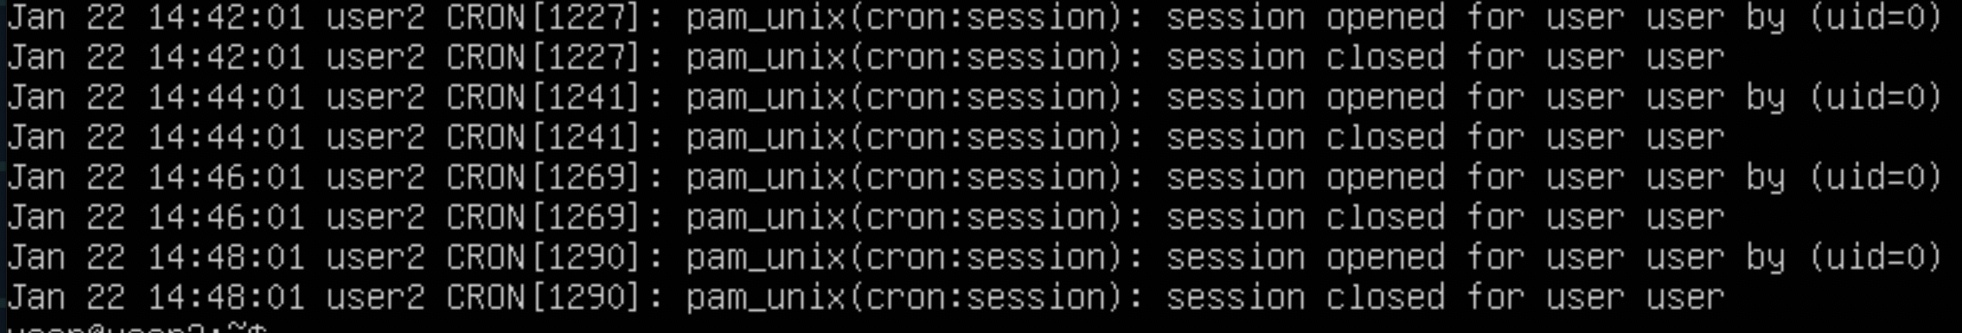 Jan 22 14:42:01 user2 CRON[1227]: pam_unix(cron:session): session opened for user user by (uid=0)
Jan 22 14:42:01 user2 CRON[1227]: pam_unix(cron:session): session closed for user user
Jan 22 14:44:01 user2 CRON[1241]: pam_unix(cron:session): session opened for user user by (uid=0)
Jan 22 14:44:01 user2 CRON[1241]: pam_unix(cron:session): session closed for user user
Jan 22 14:46:01 user2 CRON[1269]: pam_unix(cron:session): session opened for user user by (uid=0)
Jan 22 14:46:01 user2 CRON[1269]: pam_unix(cron:session): session closed for user user
Jan 22 14:48:01 user2 CRON[1290]: pam_unix(cron:session): session opened for user user by (uid=0)
Jan 22 14:48:01 user2 CRON[1290]: pam_unix(cron:session): session closed for user user
user@user2:~$